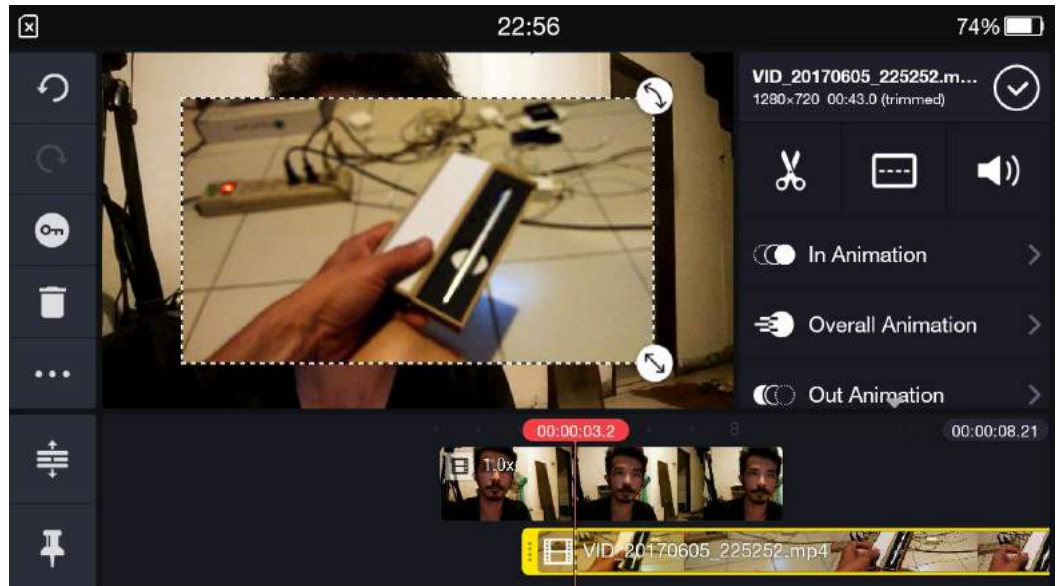 22:56
74%
VID_20170605_225252.m...
1280×720 00:43.0 (trimmed)
In Animation
Overall Animation
Out Animation
00:00:03.2
8
00:00:08.21
1.0x
VID_20170605_225252.mp4